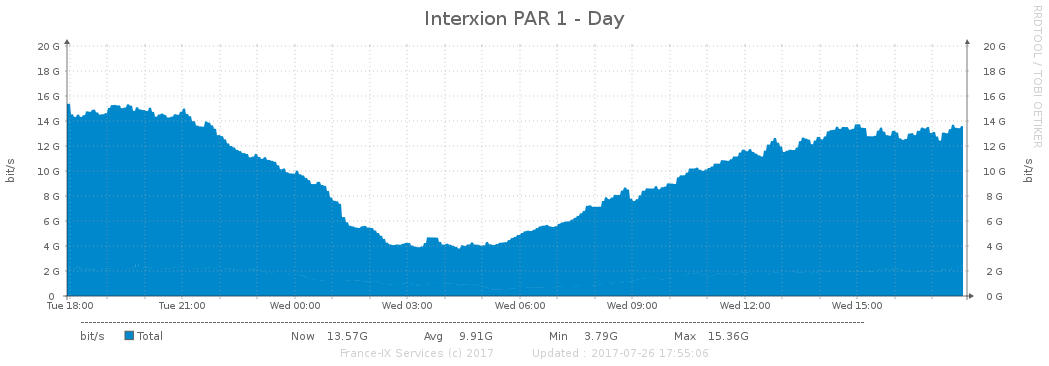 Interxion PAR 1 - Day
RRDTOOL / TOBI OETIKER
bit/s
bit/s
20 G 20 G
18 G 18 G
16 G 16 G
14 G 14 G
12 G 12 G
10 G 10 G
8 G 8 G
6 G 6 G
4 G 4 G
2 G 2 G
0 0 G
Tue 18:00 Tue 21:00 Wed 00:00 Wed 03:00 Wed 06:00 Wed 09:00 Wed 12:00 Wed 15:00
bit/s Total Now 13.57G Avg 9.91G Min 3.79G Max 15.36G
France-IX Services (c) 2017 Updated : 2017-07-26 17:55:06